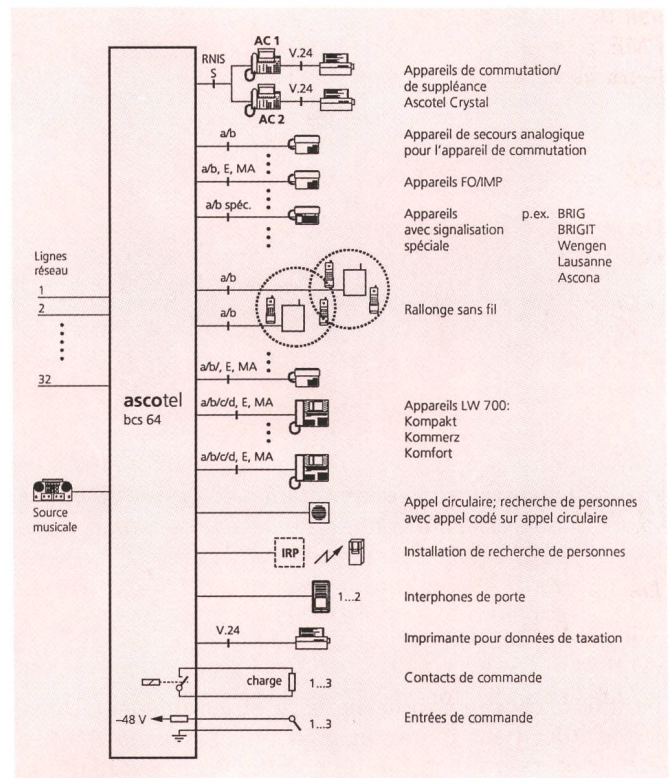 AC 1
RNIS
S
V.24
V.24
AC 2
Appareils de commutation/
de suppléance
Ascotel Crystal
a/b
Appareil de secours analogique
pour l'appareil de commutation
a/b, E, MA
Appareils FO/IMP
a/b spéc.
Appareils
avec signalisation
spéciale
p.ex. BRIG
BRIGIT
Wengen
Lausanne
Ascona
Lignes
réseau
1
2
32
a/b
a/b
Rallonge sans fil
a/b/, E, MA
ascotel
bcs 64
a/b/c/d, E, MA
Appareils LW 700:
Kompakt
Kommerz
Komfort
a/b/c/d, E, MA
Source
musicale
Appel circulaire; recherche de personnes
avec appel codé sur appel circulaire
IRP
Installation de recherche de personnes
1...2
Interphones de porte
V.24
Imprimante pour données de taxation
charge
1...3
Contacts de commande
–48 V
1...3
Entrées de commande